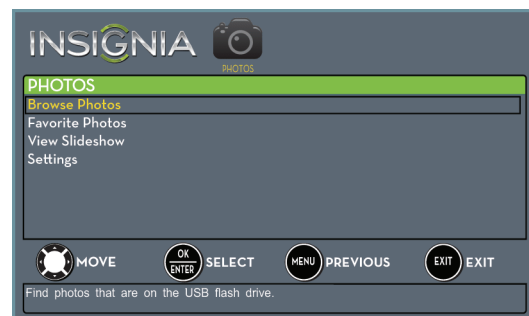 INSIGNIA
PHOTOS
PHOTOS
Browse Photos
Favorite Photos
View Slideshow
Settings
MOVE
OK
ENTER
SELECT
MENU
PREVIOUS
EXIT
EXIT
Find photos that are on the USB flash drive.